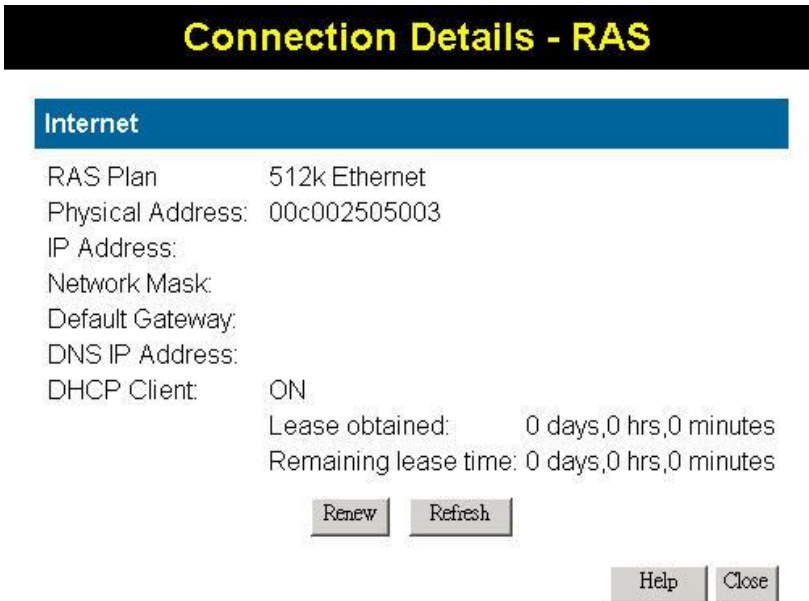 Connection Details - RAS
Internet
RAS Plan 512k Ethernet
Physical Address: 00c002505003
IP Address:
Network Mask:
Default Gateway:
DNS IP Address:
DHCP Client: ON
Lease obtained: 0 days,0 hrs,0 minutes
Remaining lease time: 0 days,0 hrs,0 minutes
Renew Refresh
Help Close